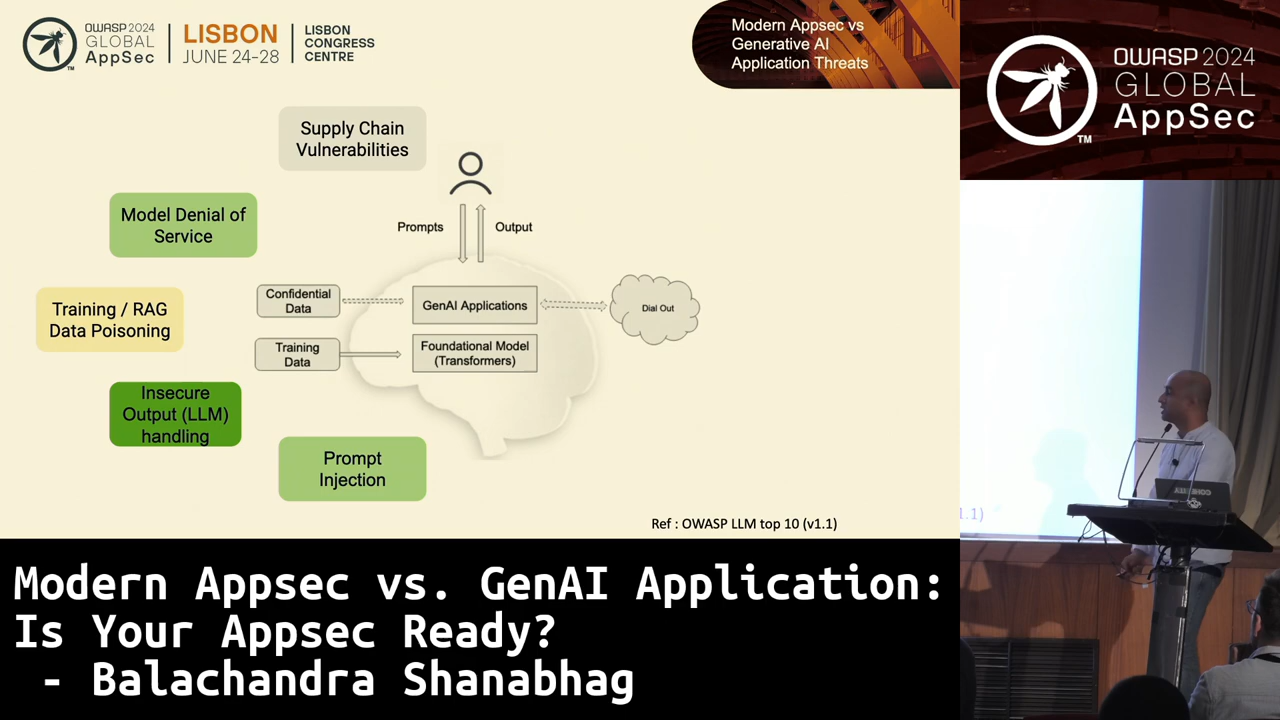 OWASP 2024
GLOBAL
AppSec
LISBON
JUNE 24-28
LISBON
CONGRESS
CENTRE
Modern Appsec vs
Generative AI
Application Threats
Supply Chain
Vulnerabilities
Model Denial of
Service
Prompts
Output
Confidential
Data
GenAI Applications
Dial Out
Training / RAG
Data Poisoning
Training
Data
Foundational Model
(Transformers)
Insecure
Output (LLM)
handling
Prompt
Injection
Ref : OWASP LLM top 10 (v1.1)
OWASP 2024
GLOBAL
AppSec
TM
1.1)
Modern Appsec vs. GenAI Application:
Is Your Appsec Ready?
- Balachandra Shanabhag